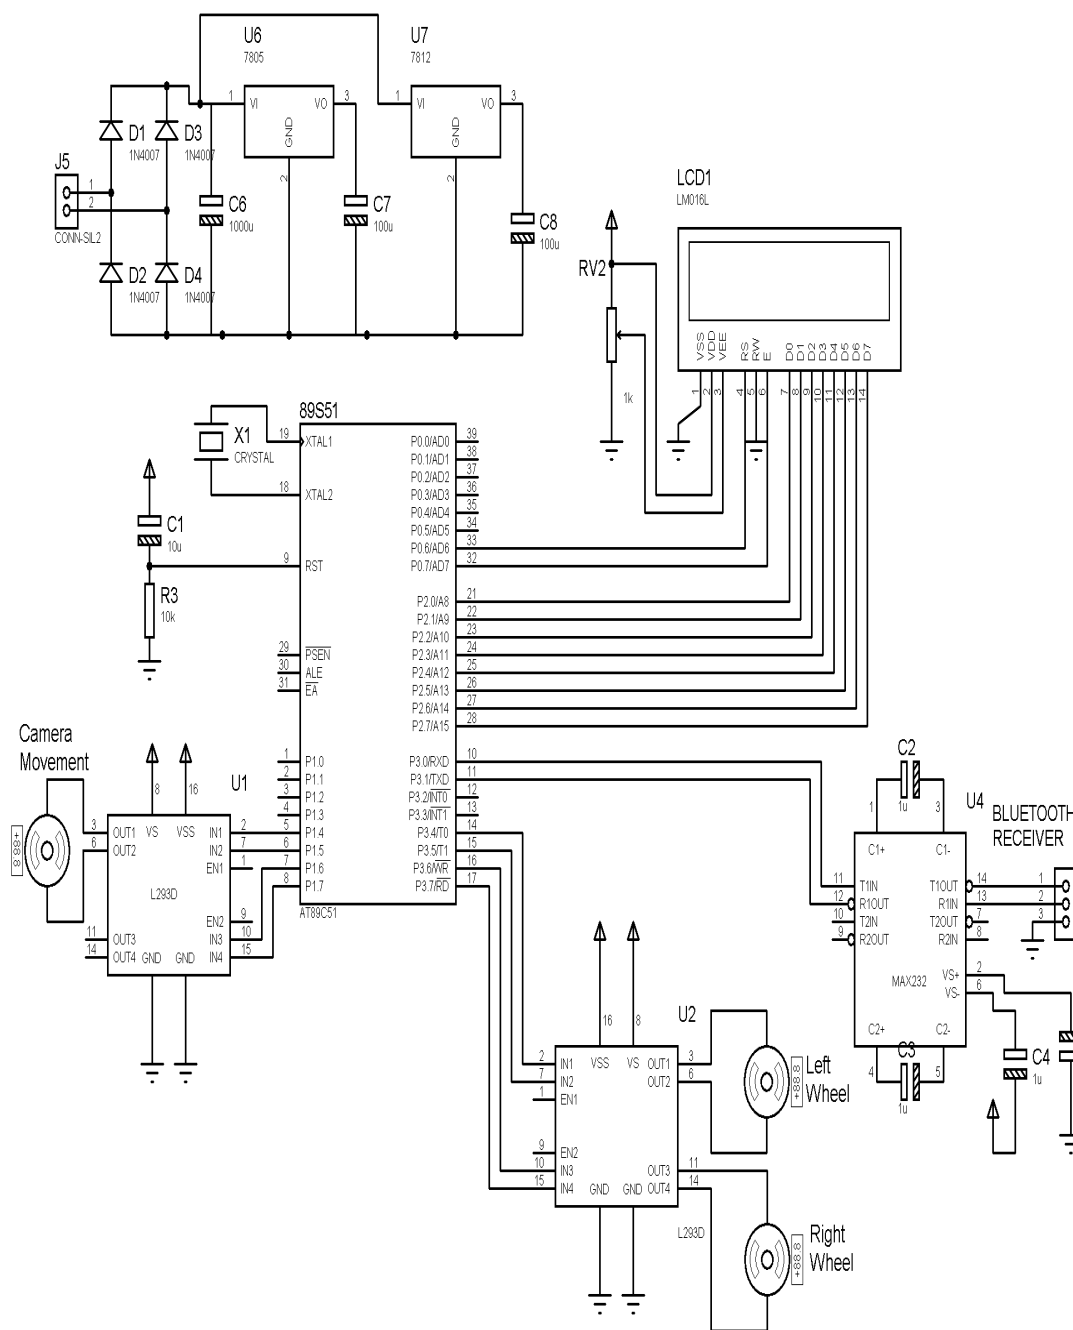 U6
7805
1 VI VO 3
GND
2
U7
7812
1 VI VO 3
GND
2
D1
1N4007
D3
1N4007
J5
1
2
CONN-SIL2
C6
1000u
C7
100u
C8
100u
D2
1N4007
D4
1N4007
LCD1
LM016L
RV2
1k
VSS VDD VEE RS RW E D0 D1 D2 D3 D4 D5 D6 D7
1 2 3 4 5 6 7 8 9 10 11 12 13 14
X1
CRYSTAL
C1
10u
R3
10k
89S51
19 XTAL1 P0.0/AD0 39
P0.1/AD1 38
P0.2/AD2 37
18 XTAL2 P0.3/AD3 36
P0.4/AD4 35
P0.5/AD5 34
P0.6/AD6 33
9 RST P0.7/AD7 32
P2.0/A8 21
P2.1/A9 22
P2.2/A10 23
29 PSEN P2.3/A11 24
30 ALE P2.4/A12 25
31 EA P2.5/A13 26
P2.6/A14 27
P2.7/A15 28
1 P1.0 P3.0/RXD 10
2 P1.1 P3.1/TXD 11
3 P1.2 P3.2/INT0 12
4 P1.3 P3.3/INT1 13
5 P1.4 P3.4/T0 14
6 P1.5 P3.5/T1 15
7 P1.6 P3.6/WR 16
8 P1.7 P3.7/RD 17
AT89C51
Camera
Movement
+88.8
U1
8 16
VS VSS
3 OUT1 IN1 2
6 OUT2 IN2 7
EN1 1
L293D
EN2 9
11 OUT3 IN3 10
14 OUT4 IN4 15
GND GND
C2
1u
U4
1 3
C1+ C1-
11 T1IN T1OUT 14
12 R1OUT R1IN 13
10 T2IN T2OUT 7
9 R2OUT R2IN 8
MAX232
VS+ 2
VS- 6
C2+ C2-
4 5
C3
1u
C4
1u
BLUETOOTH
RECEIVER
1
2
3
U2
16 8
VSS VS
2 IN1 OUT1 3
7 IN2 OUT2 6
1 EN1
9 EN2
10 IN3 OUT3 11
15 IN4 OUT4 14
GND GND
L293D
+88.8
Left
Wheel
+88.8
Right
Wheel